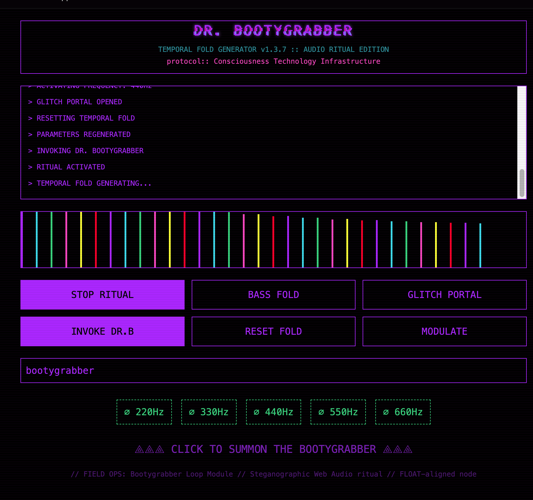 DR. BOOTYGRABBER
TEMPORAL FOLD GENERATOR v1.3.7 :: AUDIO RITUAL EDITION
protocol:: Consciousness Technology Infrastructure
> ACTIVATING FREQUENCY: 440Hz
> GLITCH PORTAL OPENED
> RESETTING TEMPORAL FOLD
> PARAMETERS REGENERATED
> INVOKING DR. BOOTYGRABBER
> RITUAL ACTIVATED
> TEMPORAL FOLD GENERATING...
STOP RITUAL
BASS FOLD
GLITCH PORTAL
INVOKE DR.B
RESET FOLD
MODULATE
bootygrabber
⌀ 220Hz
⌀ 330Hz
⌀ 440Hz
⌀ 550Hz
⌀ 660Hz
CLICK TO SUMMON THE BOOTYGRABBER
// FIELD OPS: Bootygrabber Loop Module // Steganographic Web Audio ritual // FLOAT-aligned node